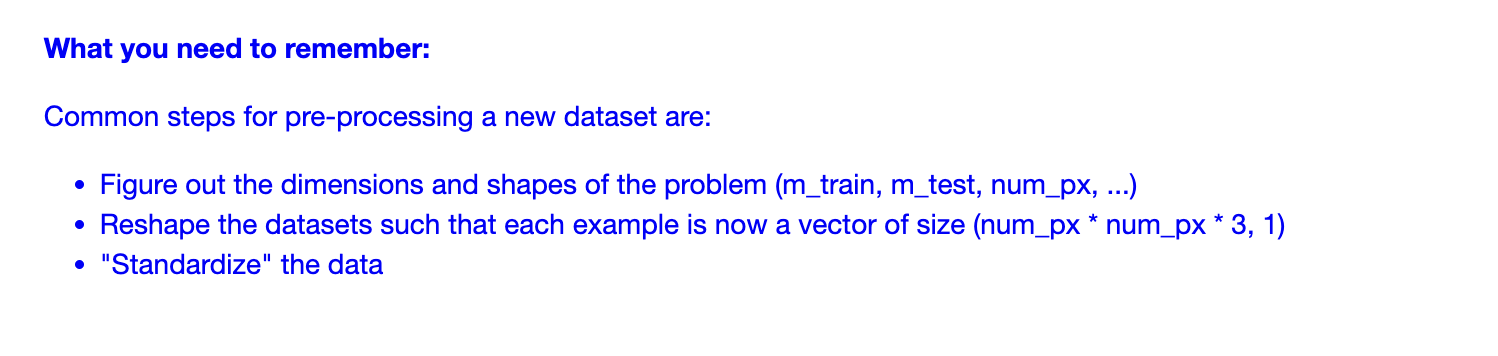 What you need to remember:
Common steps for pre-processing a new dataset are:
• Figure out the dimensions and shapes of the problem (m_train, m_test, num_px, ...)
• Reshape the datasets such that each example is now a vector of size (num_px * num_px * 3, 1)
• "Standardize" the data